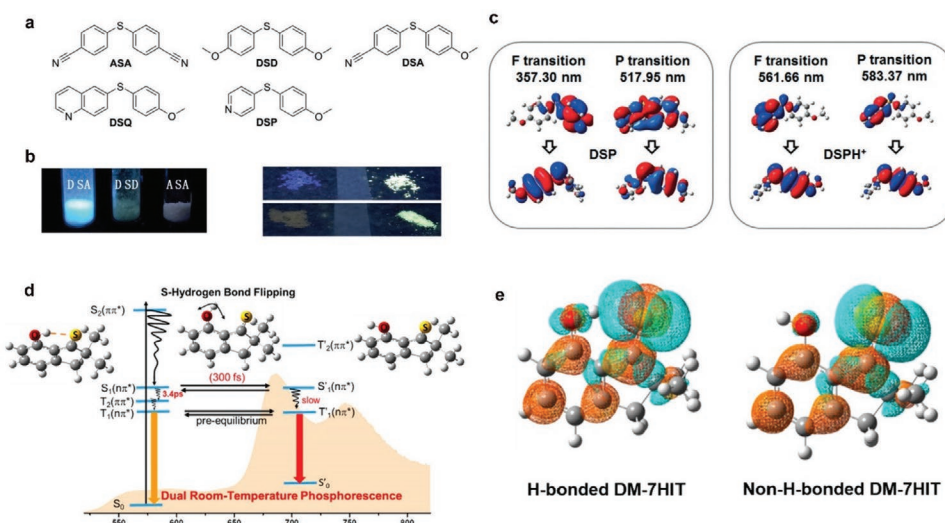 a
S
N
N
ASA
S
O
O
DSD
S
N
O
DSA
S
N
O
DSQ
S
N
O
DSP
b
DSA DSD ASA
c
F transition P transition
357.30 nm 517.95 nm
DSP
F transition P transition
561.66 nm 583.37 nm
DSPH⁺
d
S-Hydrogen Bond Flipping
S₂(ππ*)
O S
T'₂(ππ*)
(300 fs)
S₁(nπ*)
S'₁(nπ*)
3.4ps
slow
T₂(ππ*)
T₁(nπ*)
T'₁(nπ*)
pre-equilibrium
S'₀
Dual Room-Temperature Phosphorescence
S₀
550 600 650 700 750 800
e
H-bonded DM-7HIT Non-H-bonded DM-7HIT